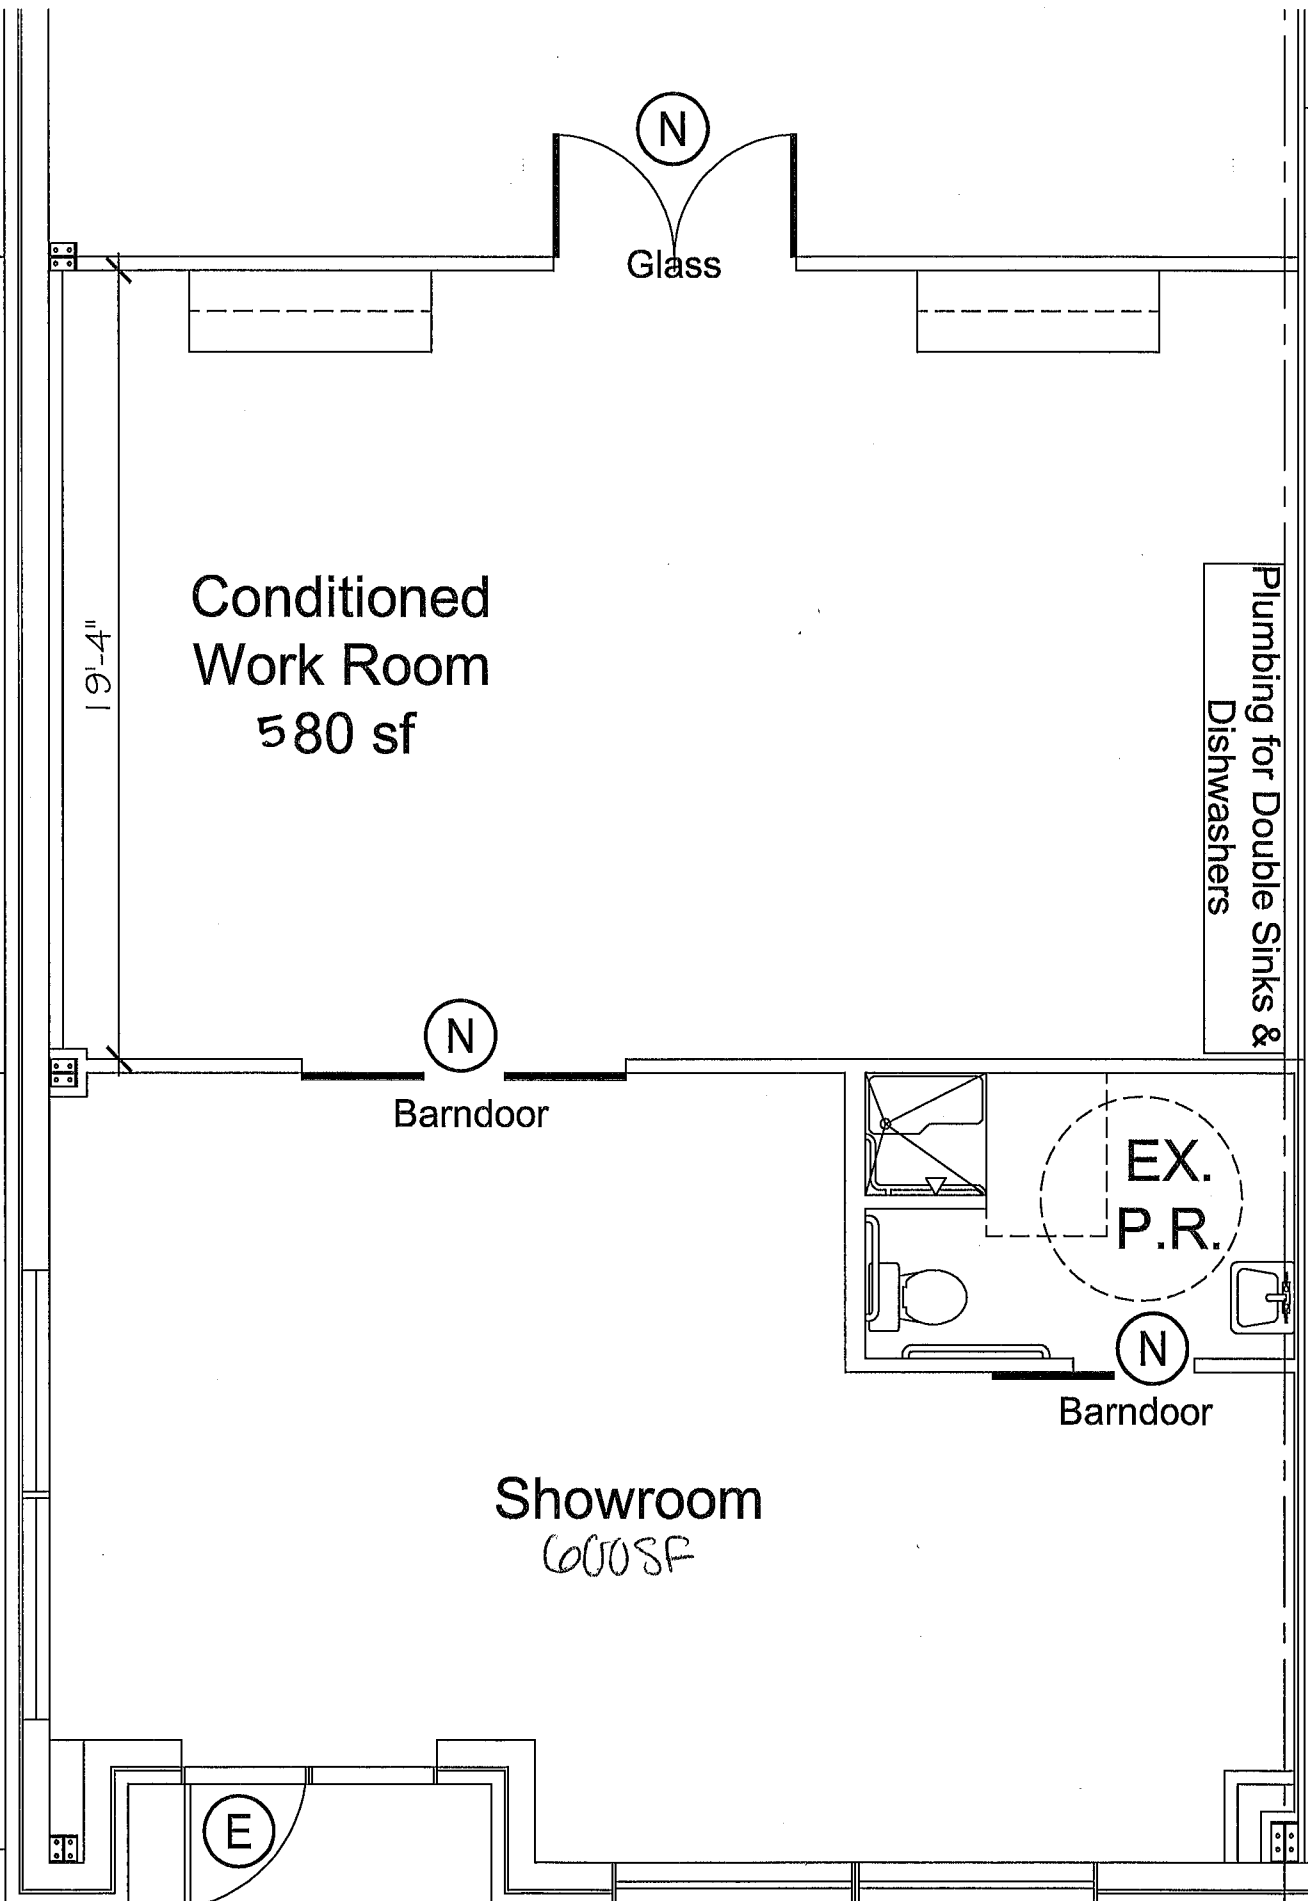 N
Glass
Conditioned
Work Room
580 sf
19'-4"
Plumbing for Double Sinks &
Dishwashers
N
Barndoor
EX.
P.R.
N
Barndoor
Showroom
600SF
E